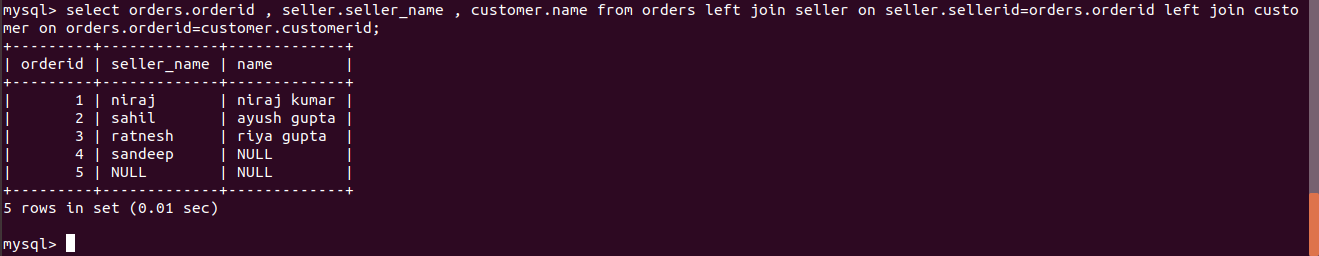 mysql> select orders.orderid , seller.seller_name , customer.name from orders left join seller on seller.sellerid=orders.orderid left join custo
mer on orders.orderid=customer.customerid;
+---------+-------------+-------------+
| orderid | seller_name | name        |
+---------+-------------+-------------+
|       1 | niraj       | niraj kumar |
|       2 | sahil       | ayush gupta |
|       3 | ratnesh     | riya gupta  |
|       4 | sandeep     | NULL        |
|       5 | NULL        | NULL        |
+---------+-------------+-------------+
5 rows in set (0.01 sec)
mysql>